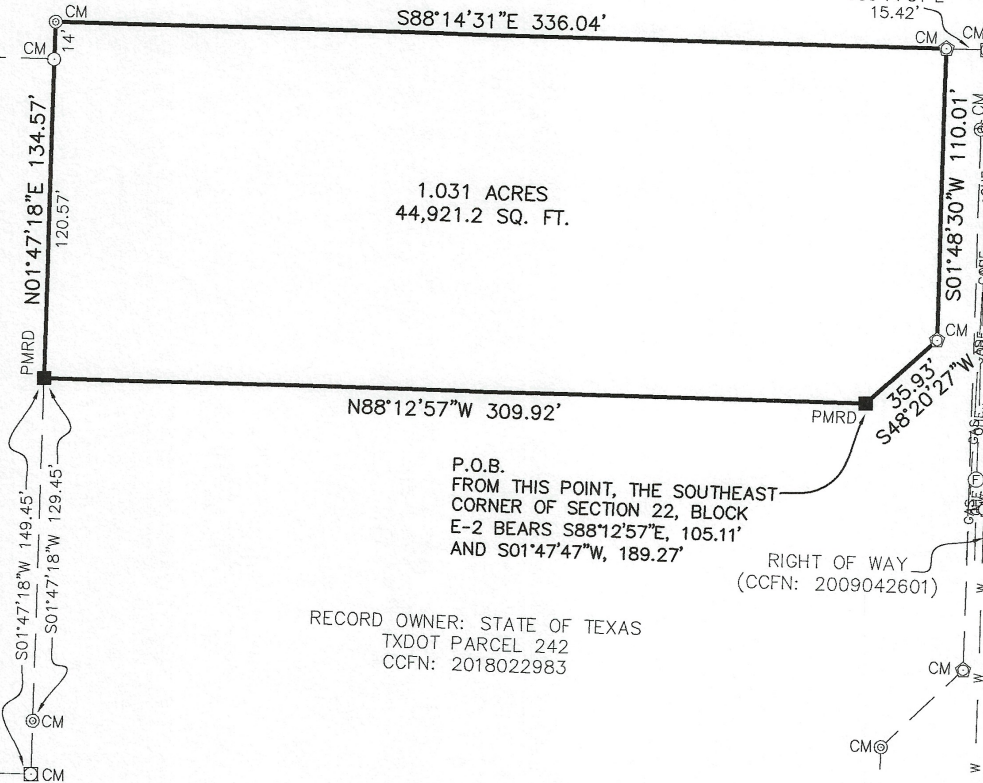 CM
S88°14'31"E 336.04'
15.42'
CM
CM
CM
14'
N01°47'18"E 134.57'
120.57'
CM
S01°48'30"W 110.01'
1.031 ACRES
44,921.2 SQ. FT.
CM
PMRD
N88°12'57"W 309.92'
PMRD
35.93'
S48°20'27"W
P.O.B.
FROM THIS POINT, THE SOUTHEAST
CORNER OF SECTION 22, BLOCK
E-2 BEARS S88°12'57"E, 105.11'
AND S01°47'47"W, 189.27'
F
GAS
OHE
S01°47'18"W 149.45'
S01°47'18"W 129.45'
RIGHT OF WAY
(CCFN: 2009042601)
W
RECORD OWNER: STATE OF TEXAS
TXDOT PARCEL 242
CCFN: 2018022983
CM
W
CM
CM
W
CM